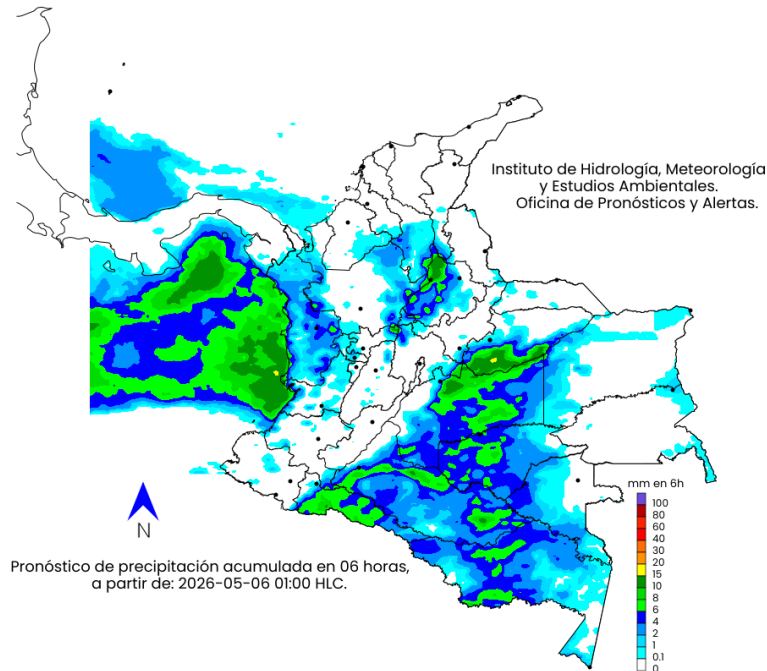 Instituto de Hidrología, Meteorología
y Estudios Ambientales.
Oficina de Pronósticos y Alertas.
N
Pronóstico de precipitación acumulada en 06 horas,
a partir de: 2026-05-06 01:00 HLC.
mm en 6h
100
80
60
40
30
20
15
10
8
6
4
2
1
0.1
0